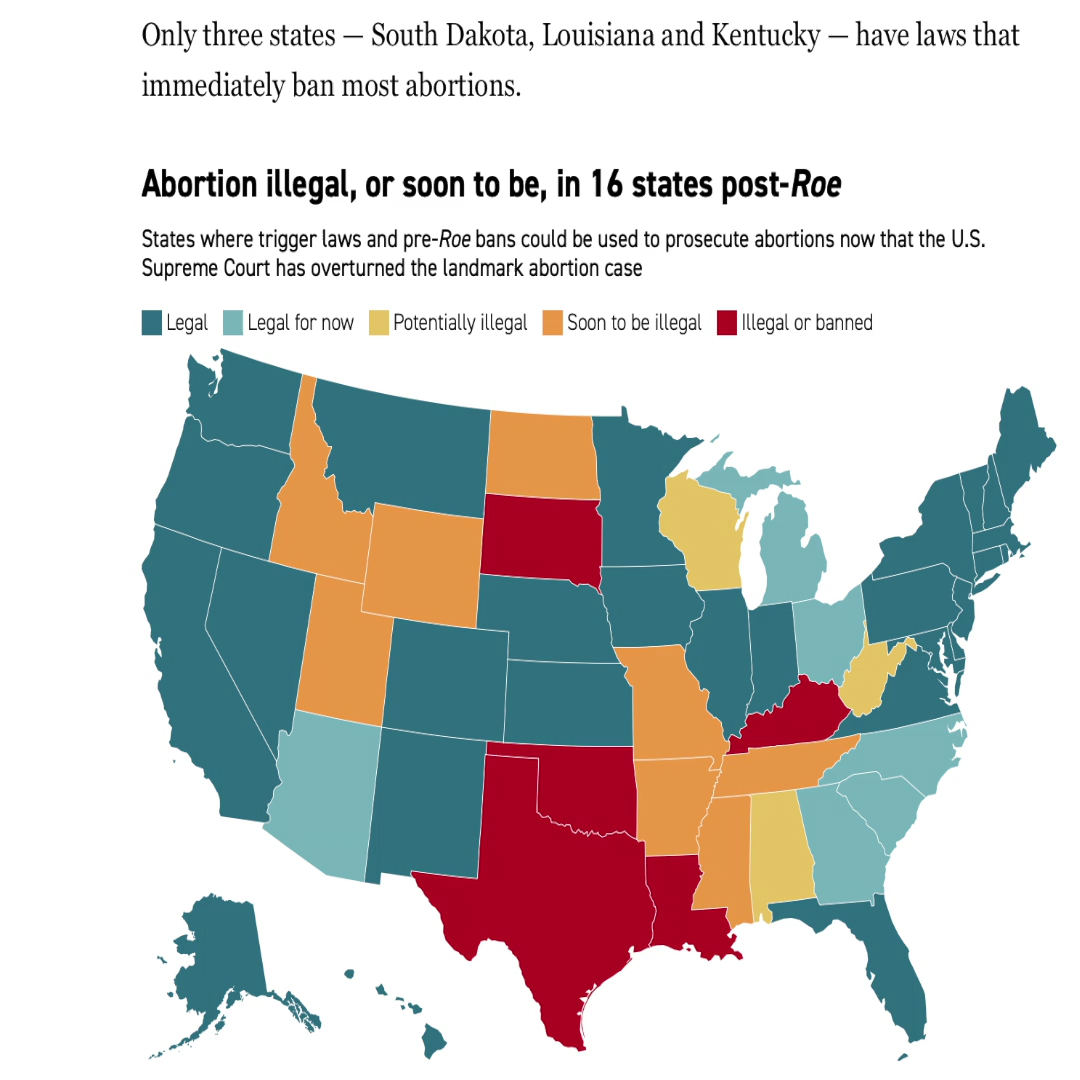 Only three states — South Dakota, Louisiana and Kentucky — have laws that
immediately ban most abortions.
Abortion illegal, or soon to be, in 16 states post-Roe
States where trigger laws and pre-Roe bans could be used to prosecute abortions now that the U.S.
Supreme Court has overturned the landmark abortion case
Legal Legal for now Potentially illegal Soon to be illegal Illegal or banned